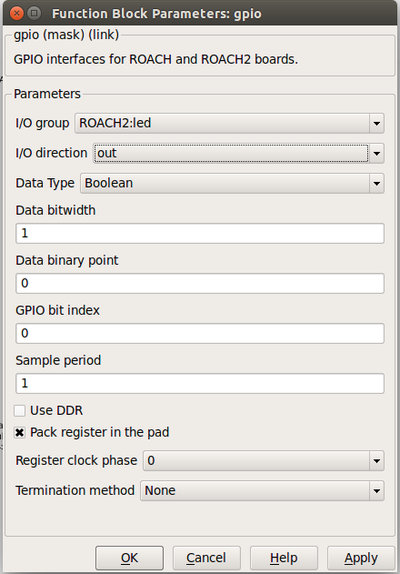 Function Block Parameters: gpio
gpio (mask) (link)
GPIO interfaces for ROACH and ROACH2 boards.
Parameters
I/O group ROACH2:led
I/O direction out
Data Type Boolean
Data bitwidth
1
Data binary point
0
GPIO bit index
0
Sample period
1
Use DDR
Pack register in the pad
Register clock phase 0
Termination method None
OK Cancel Help Apply